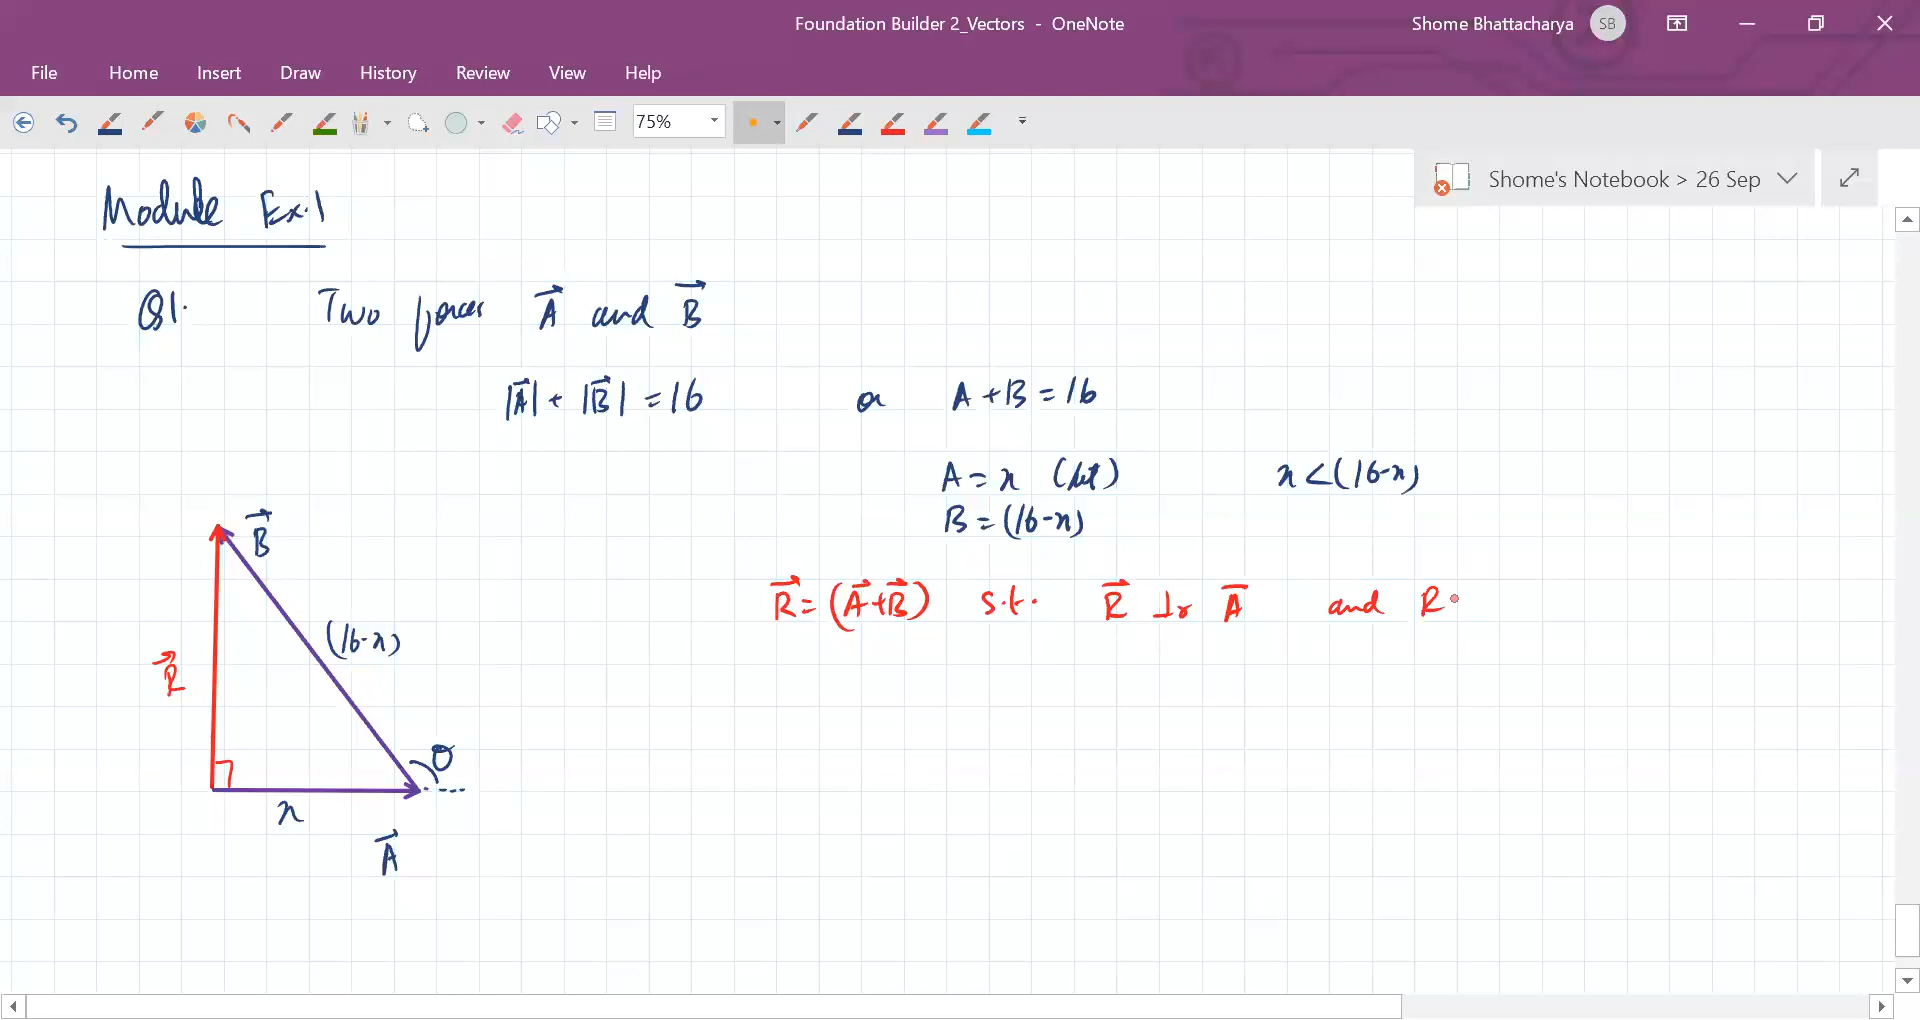 Foundation Builder 2_Vectors - OneNote
Shome Bhattacharya SB
File Home Insert Draw History Review View Help
75%
Shome's Notebook > 26 Sep
Module Ex.1
Q1. Two forces A⃗ and B⃗
|A⃗| + |B⃗| = 16 or A + B = 16
A = x (let) x < (16-x)
B = (16-x)
R⃗ = (A⃗+B⃗) s.t. R⃗ ⊥r A̅ and R
B⃗
(16-x)
R⃗
θ
x
A⃗